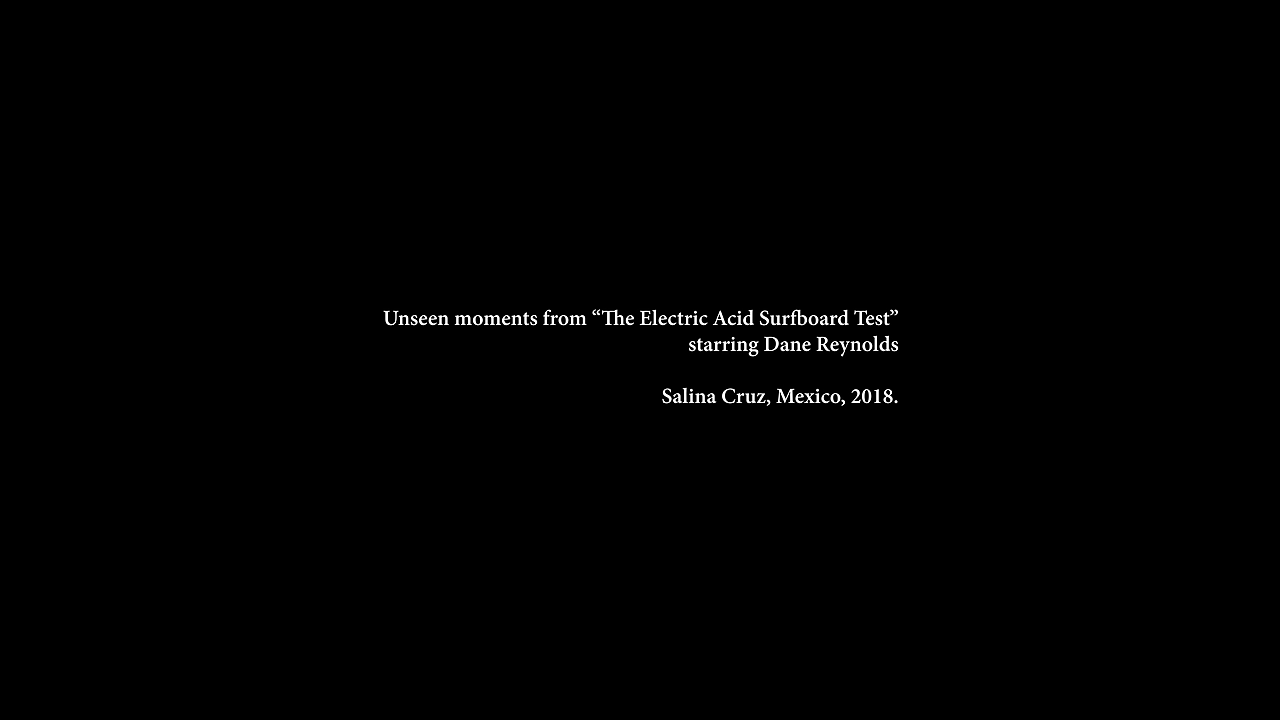 Unseen moments from “The Electric Acid Surfboard Test”
starring Dane Reynolds
Salina Cruz, Mexico, 2018.